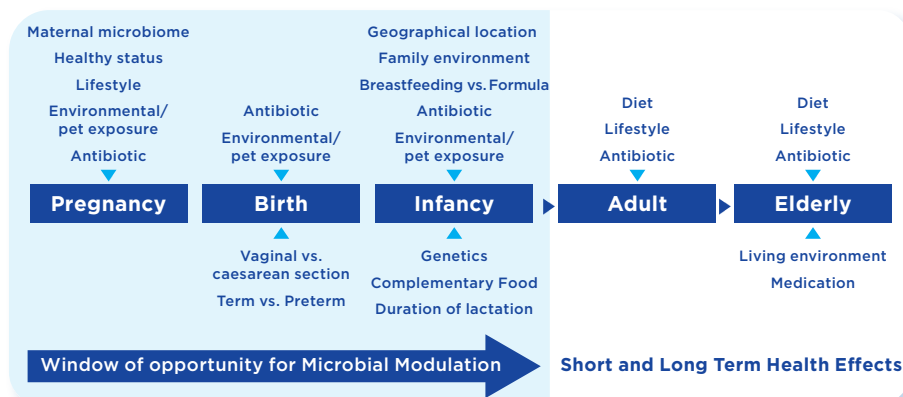 Maternal microbiome
Healthy status
Lifestyle
Environmental/
pet exposure
Antibiotic
Pregnancy
Antibiotic
Environmental/
pet exposure
Birth
Vaginal vs.
caesarean section
Term vs. Preterm
Geographical location
Family environment
Breastfeeding vs. Formula
Antibiotic
Environmental/
pet exposure
Infancy
Genetics
Complementary Food
Duration of lactation
Diet
Lifestyle
Antibiotic
Adult
Diet
Lifestyle
Antibiotic
Elderly
Living environment
Medication
Window of opportunity for Microbial Modulation
Short and Long Term Health Effects